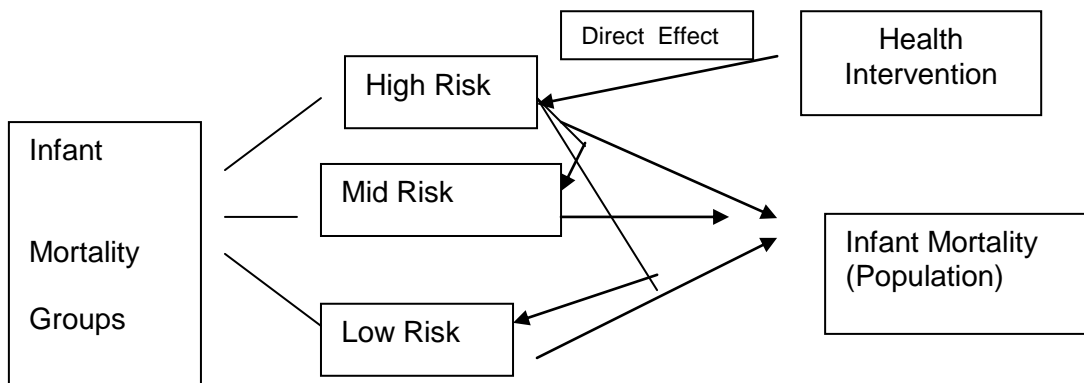 Direct Effect
Health
Intervention
High Risk
Infant
Mortality
Groups
Mid Risk
Low Risk
Infant Mortality
(Population)